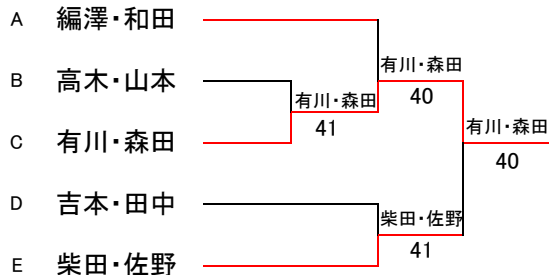 A 編澤・和田
有川・森田
B 高木・山本
40
有川・森田
41
有川・森田
C 有川・森田
40
D 吉本・田中
柴田・佐野
41
E 柴田・佐野